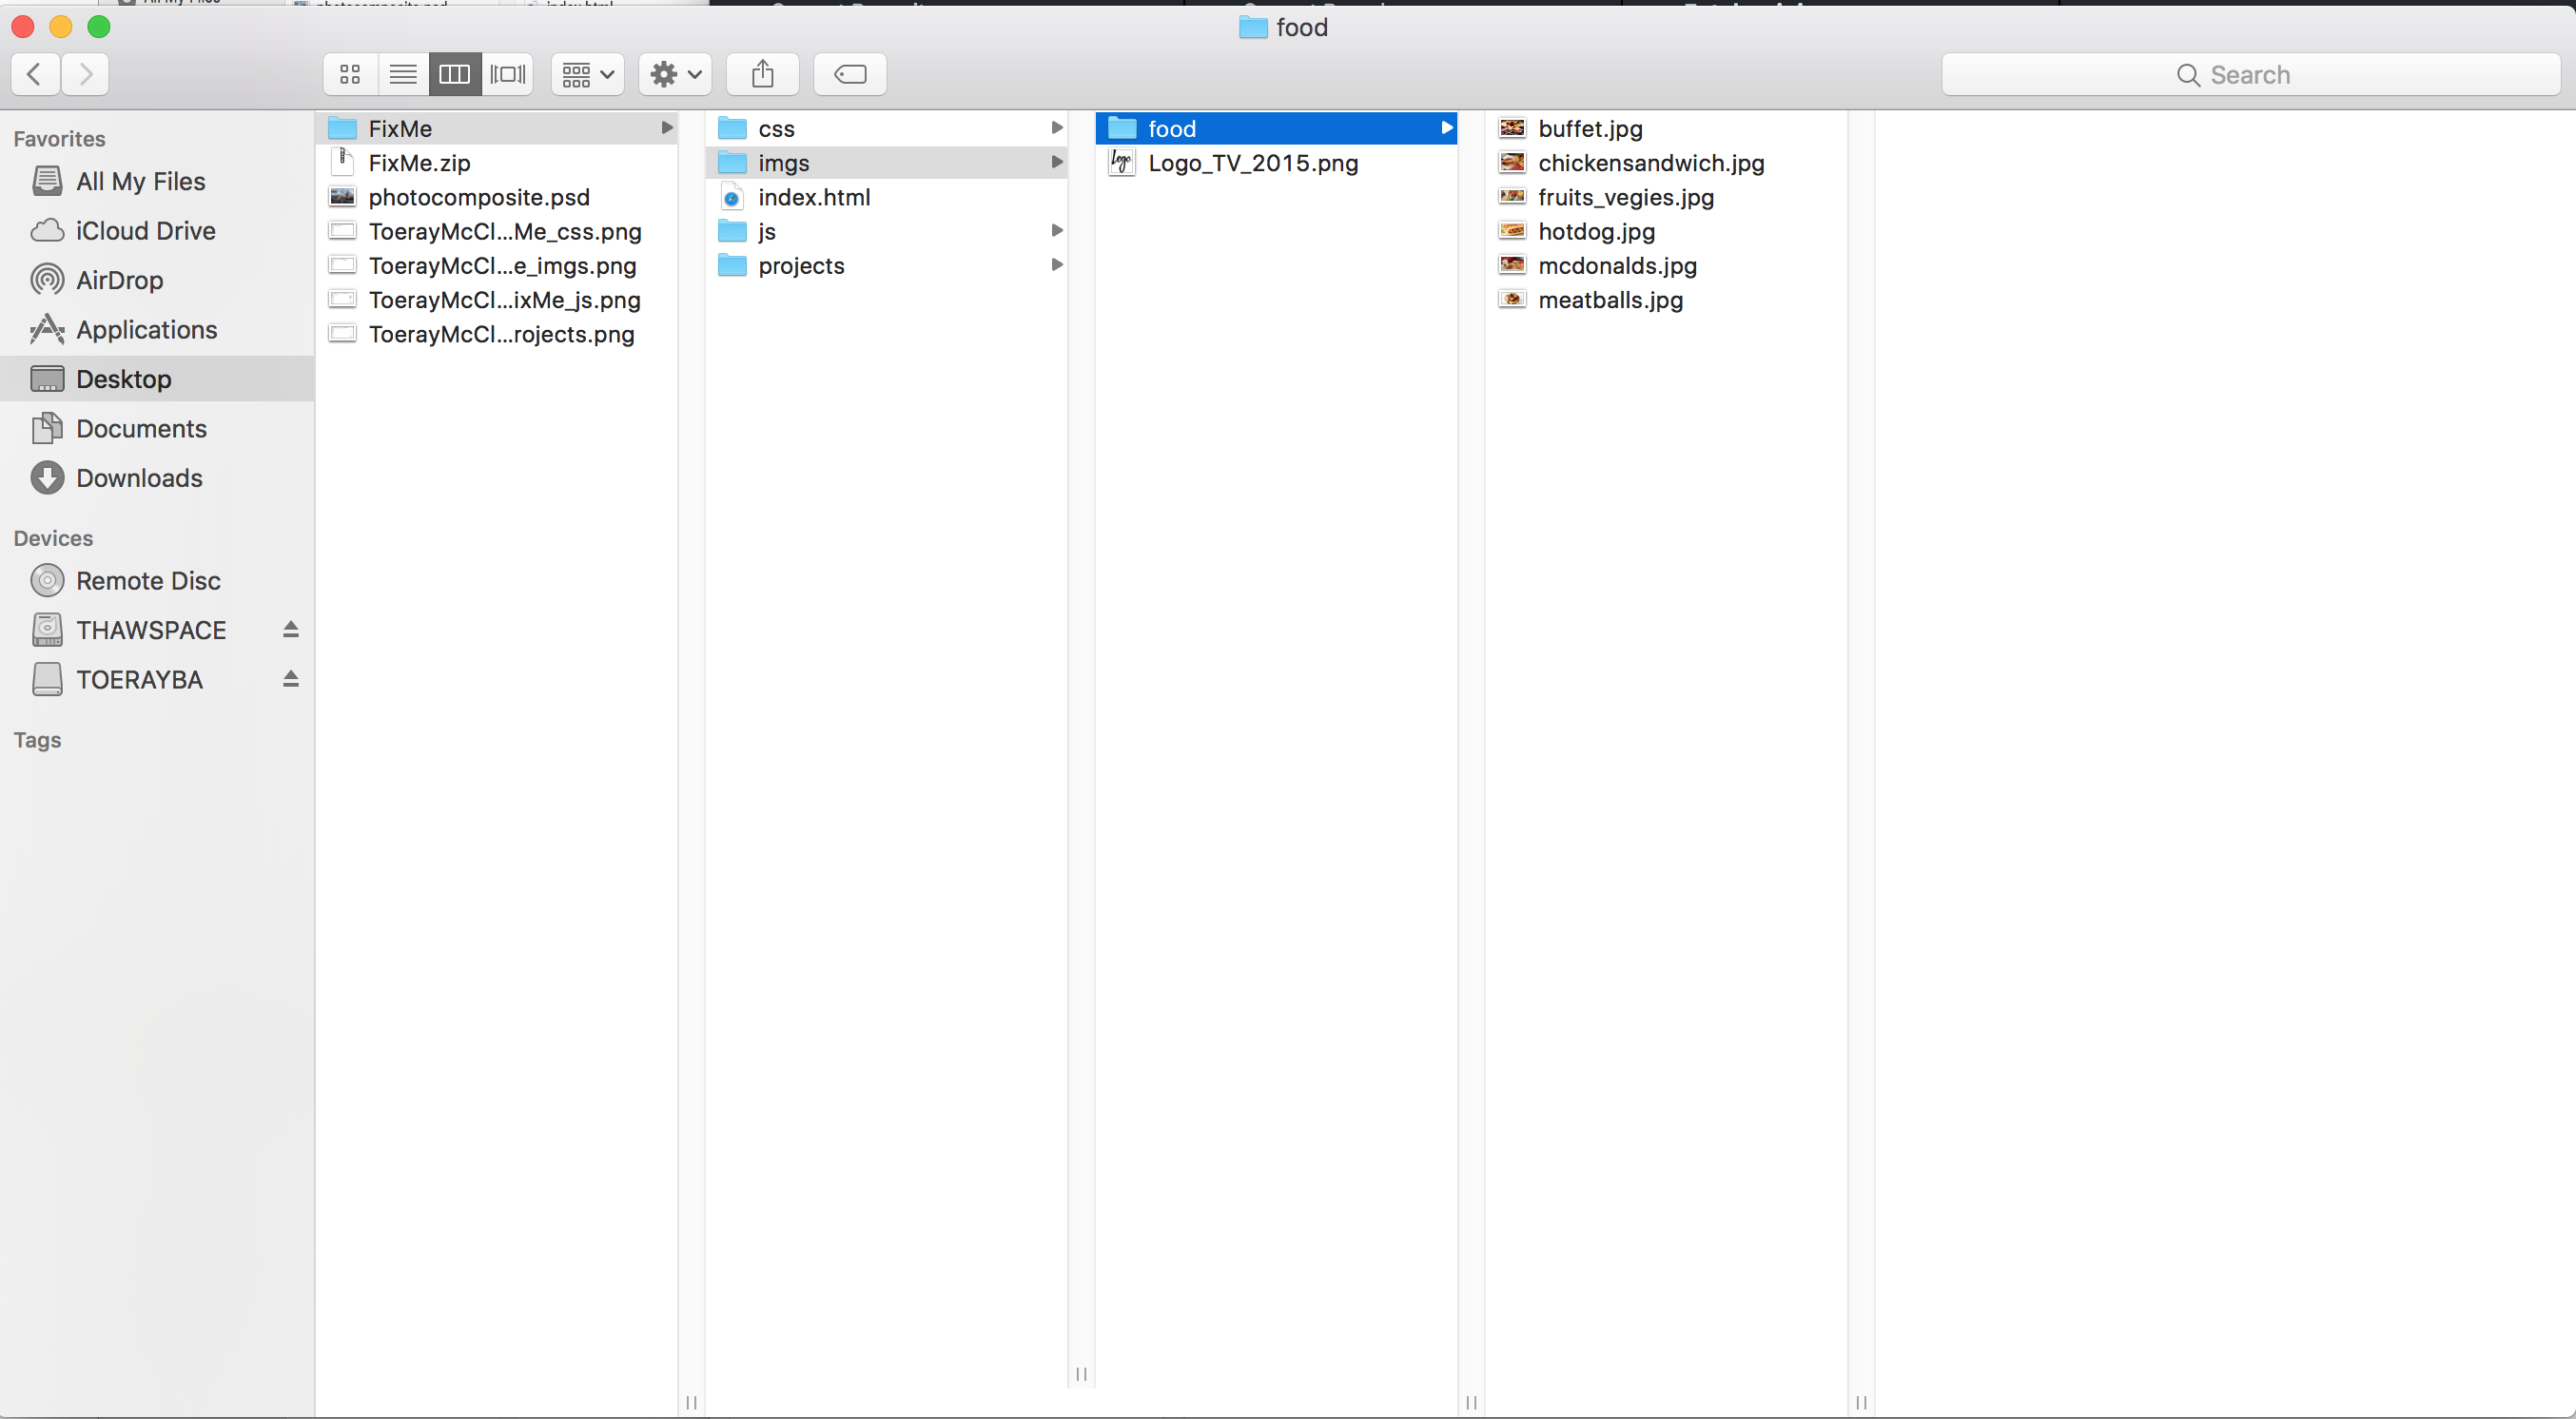 food
Search
Favorites
All My Files
iCloud Drive
AirDrop
Applications
Desktop
Documents
Downloads
Devices
Remote Disc
THAWSPACE
TOERAYBA
Tags
FixMe
FixMe.zip
photocomposite.psd
ToerayMcCl...Me_css.png
ToerayMcCl...e_imgs.png
ToerayMcCl...ixMe_js.png
ToerayMcCl...rojects.png
css
imgs
index.html
js
projects
food
Logo_TV_2015.png
buffet.jpg
chickensandwich.jpg
fruits_vegies.jpg
hotdog.jpg
mcdonalds.jpg
meatballs.jpg